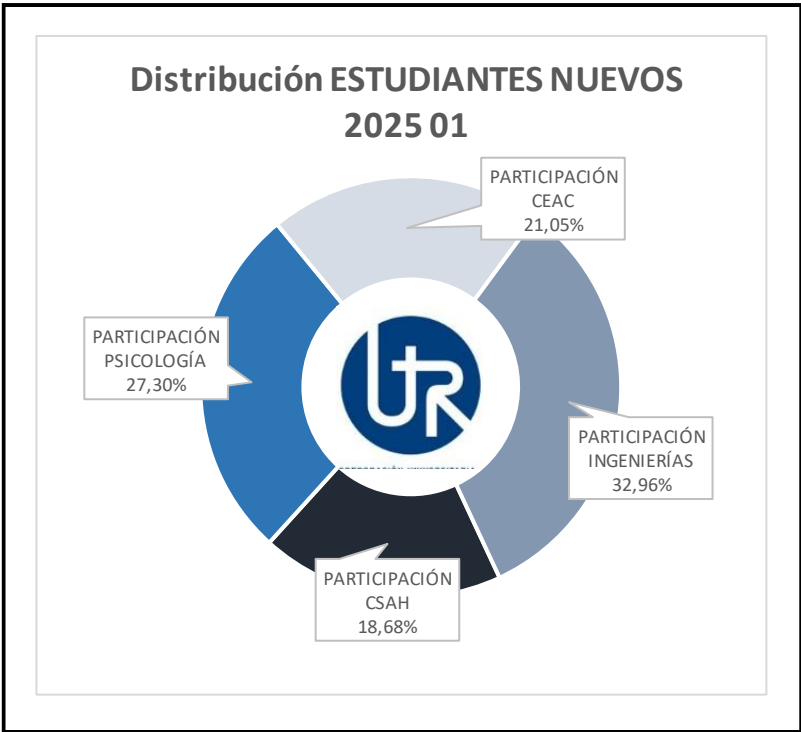 Distribución ESTUDIANTES NUEVOS
2025 01
PARTICIPACIÓN
CEAC
21,05%
PARTICIPACIÓN
PSICOLOGÍA
27,30%
UR
PARTICIPACIÓN
INGENIERÍAS
32,96%
PARTICIPACIÓN
CSAH
18,68%